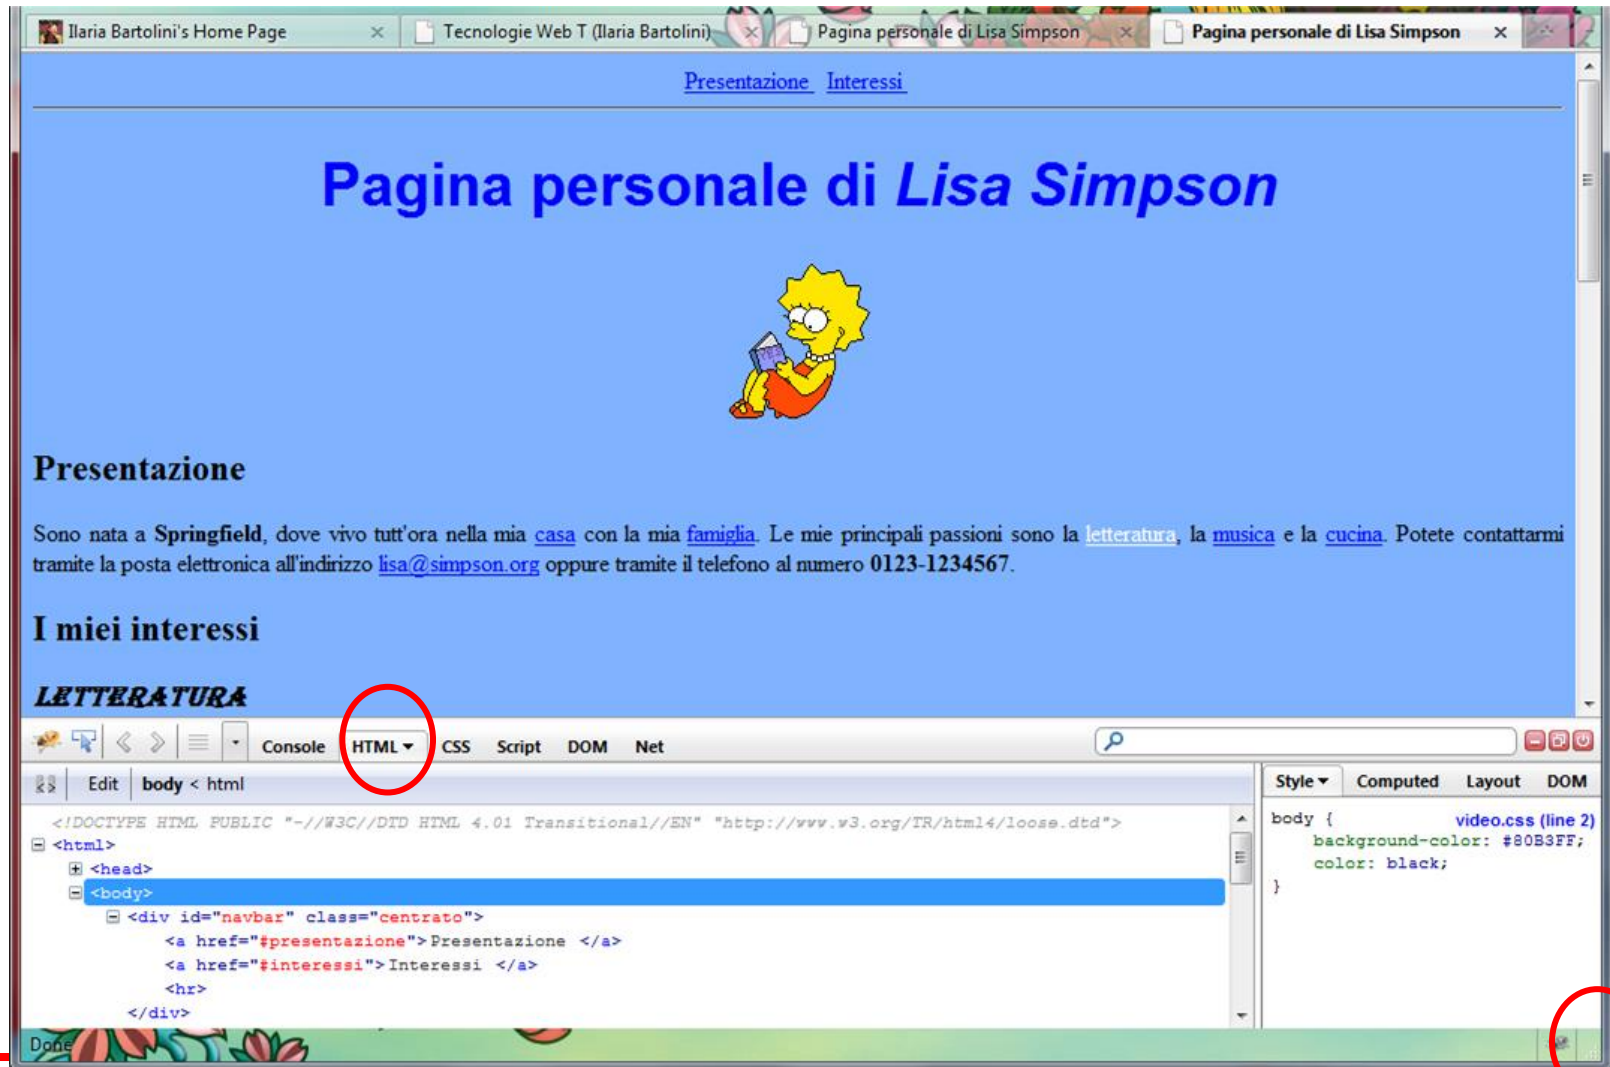 Ilaria Bartolini's Home Page
Tecnologie Web T (Ilaria Bartolini)
Pagina personale di Lisa Simpson
Pagina personale di Lisa Simpson
Presentazione Interessi
Pagina personale di Lisa Simpson
YES
Presentazione
Sono nata a Springfield, dove vivo tutt'ora nella mia casa con la mia famiglia. Le mie principali passioni sono la letteratura, la musica e la cucina. Potete contattarmi
tramite la posta elettronica all'indirizzo lisa@simpson.org oppure tramite il telefono al numero 0123-1234567.
I miei interessi
LETTERATURA
Console HTML CSS Script DOM Net
Edit body < html
Style Computed Layout DOM
<!DOCTYPE HTML PUBLIC "-//W3C//DTD HTML 4.01 Transitional//EN" "http://www.w3.org/TR/html4/loose.dtd">
<html>
<head>
<body>
<div id="navbar" class="centrato">
<a href="#presentazione">Presentazione </a>
<a href="#interessi">Interessi </a>
<hr>
</div>
body { video.css (line 2)
background-color: #80B3FF;
color: black;
}
Done